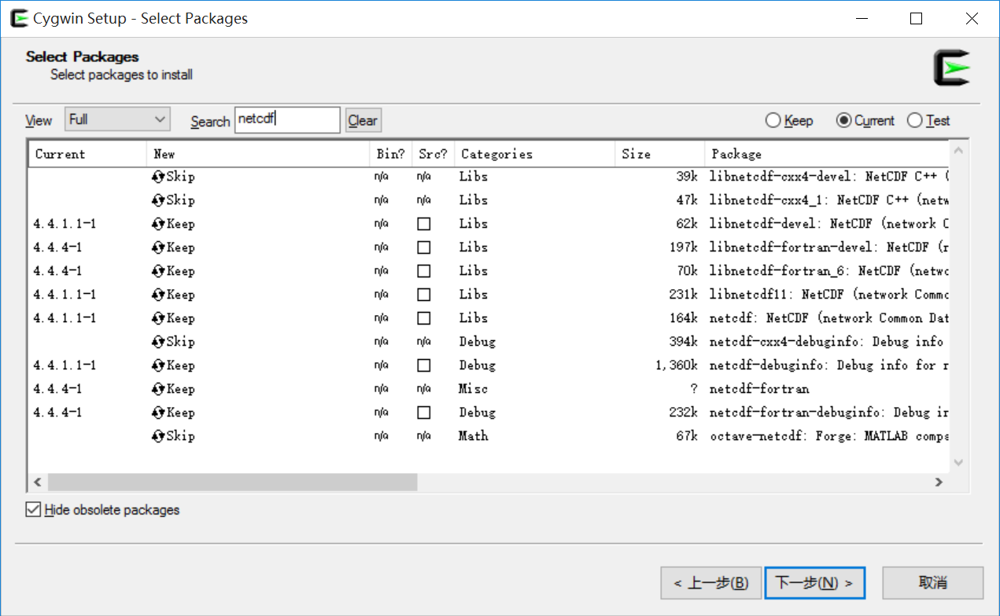 Cygwin Setup - Select Packages
Select Packages
Select packages to install
View Full Search netcdf Clear Keep Current Test
Current New Bin? Src? Categories Size Package
Skip n/a n/a Libs 39k libnetcdf-cxx4-devel: NetCDF C++ (
Skip n/a n/a Libs 47k libnetcdf-cxx4_1: NetCDF C++ (netw
4.4.1.1-1 Keep n/a Libs 62k libnetcdf-devel: NetCDF (network C
4.4.4-1 Keep n/a Libs 197k libnetcdf-fortran-devel: NetCDF (r
4.4.4-1 Keep n/a Libs 70k libnetcdf-fortran_6: NetCDF (netwc
4.4.1.1-1 Keep n/a Libs 231k libnetcdf11: NetCDF (network Commc
4.4.1.1-1 Keep n/a Libs 164k netcdf: NetCDF (network Common Dat
Skip n/a n/a Debug 394k netcdf-cxx4-debuginfo: Debug info
4.4.1.1-1 Keep n/a Debug 1,360k netcdf-debuginfo: Debug info for r
4.4.4-1 Keep n/a n/a Misc ? netcdf-fortran
4.4.4-1 Keep n/a Debug 232k netcdf-fortran-debuginfo: Debug ir
Skip n/a n/a Math 67k octave-netcdf: Forge: MATLAB compa
Hide obsolete packages
< 上一步(B) 下一步(N) > 取消